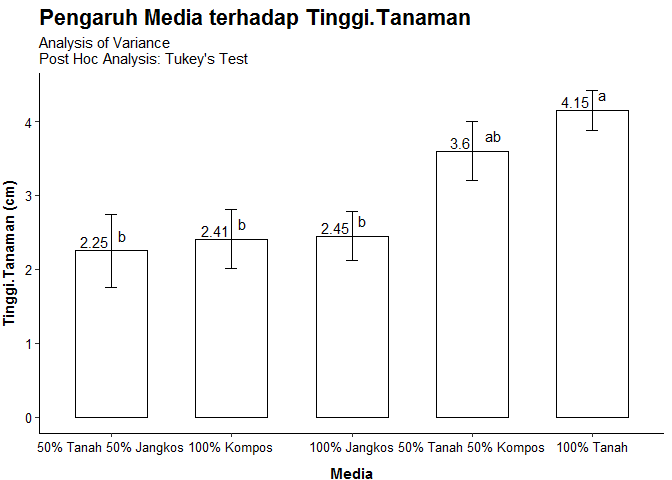 Pengaruh Media terhadap Tinggi.Tanaman
Analysis of Variance
Post Hoc Analysis: Tukey's Test
Tinggi.Tanaman (cm)
4
3
2
1
0
2.25 b
2.41 b
2.45 b
3.6 ab
4.15 a
50% Tanah 50% Jangkos 100% Kompos 100% Jangkos 50% Tanah 50% Kompos 100% Tanah
Media